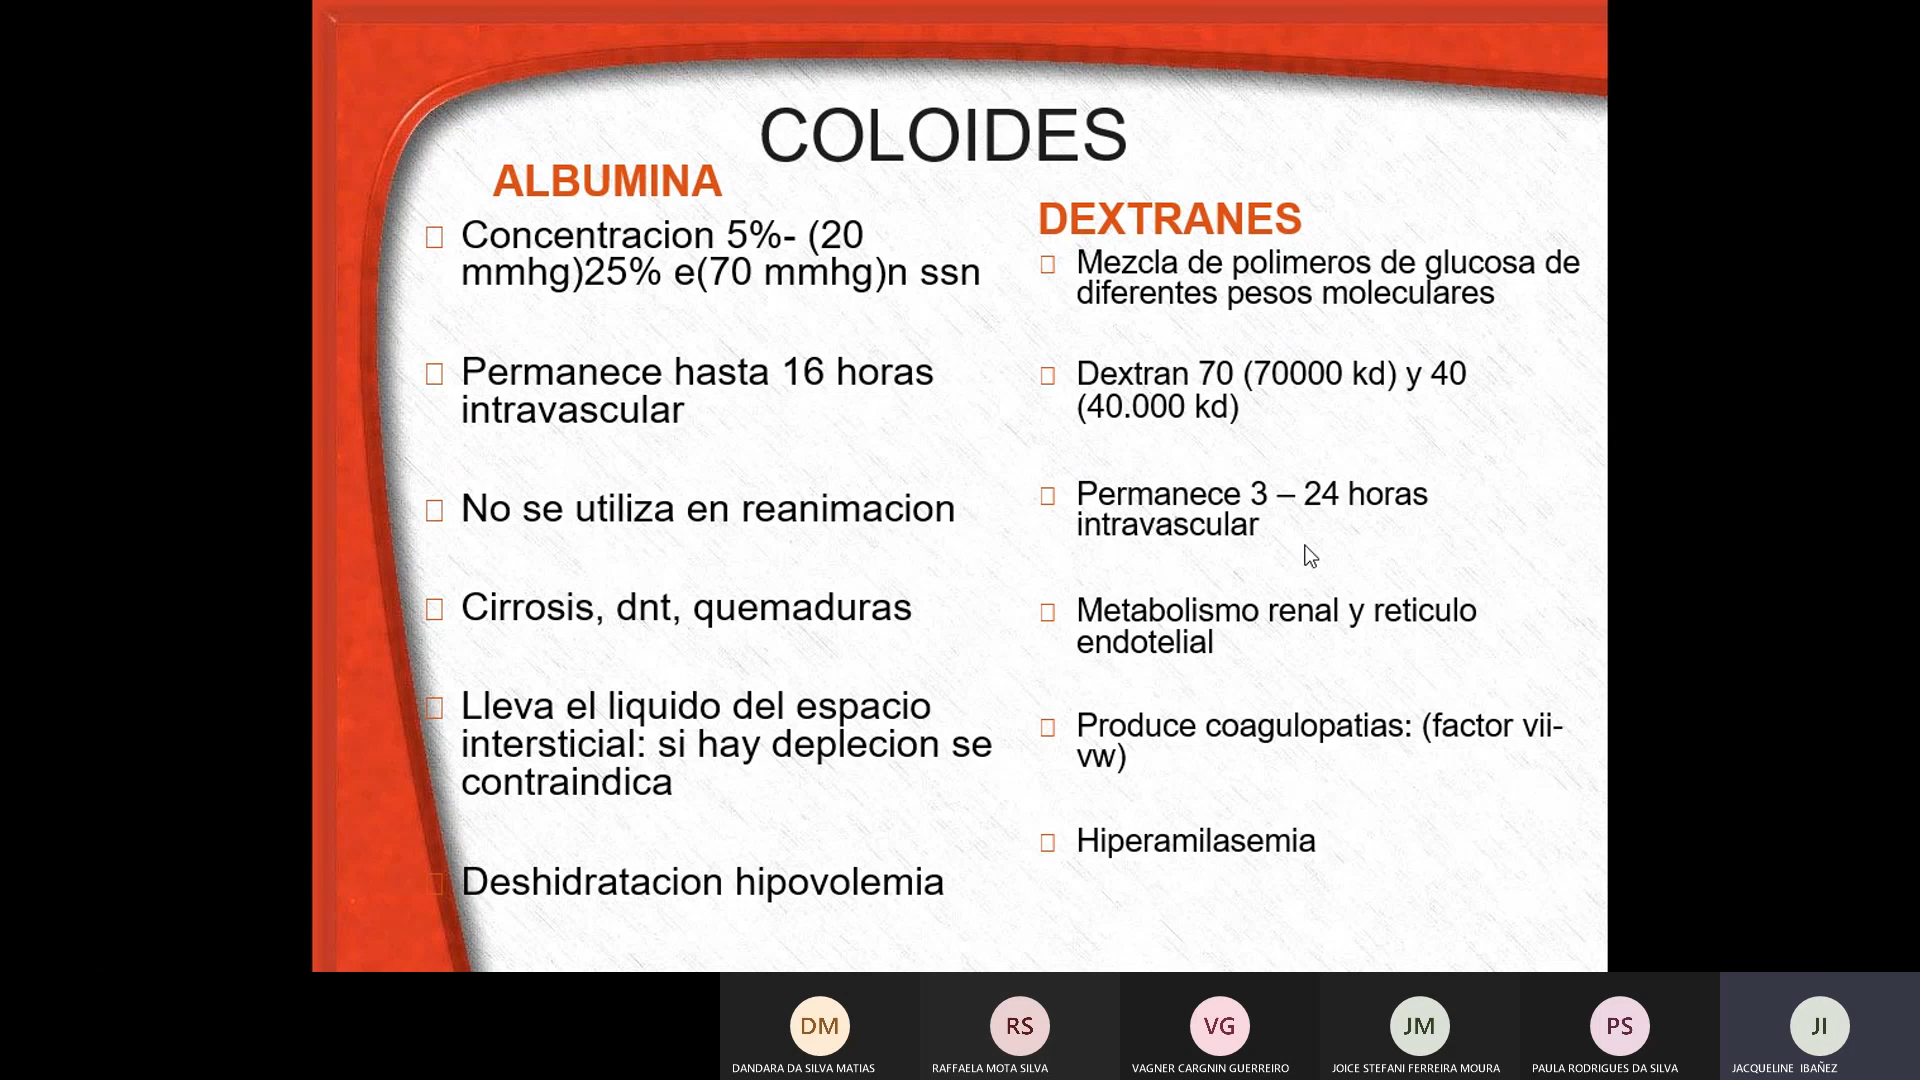 COLOIDES
ALBUMINA
Concentracion 5%- (20
mmhg)25% e(70 mmhg)n ssn
Permanece hasta 16 horas
intravascular
No se utiliza en reanimacion
Cirrosis, dnt, quemaduras
Lleva el liquido del espacio
intersticial: si hay deplecion se
contraindica
Deshidratacion hipovolemia
DEXTRANES
Mezcla de polimeros de glucosa de
diferentes pesos moleculares
Dextran 70 (70000 kd) y 40
(40.000 kd)
Permanece 3 – 24 horas
intravascular
Metabolismo renal y reticulo
endotelial
Produce coagulopatias: (factor vii-
vw)
Hiperamilasemia
DM
DANDARA DA SILVA MATIAS
RS
RAFFAELA MOTA SILVA
VG
VAGNER CARGNIN GUERREIRO
JM
JOICE STEFANI FERREIRA MOURA
PS
PAULA RODRIGUES DA SILVA
JI
JACQUELINE IBAÑEZ